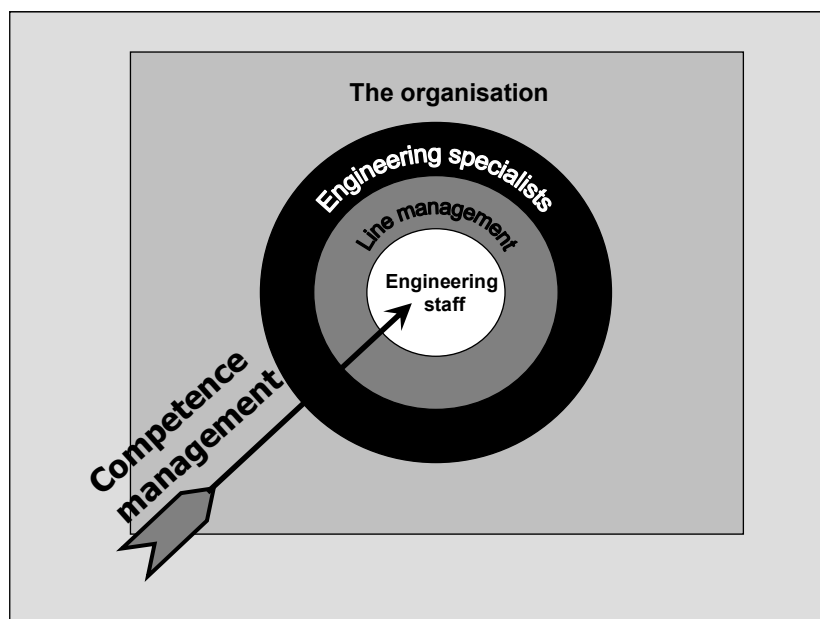 The organisation
Engineering specialists
Line management
Engineering
staff
Competence
management